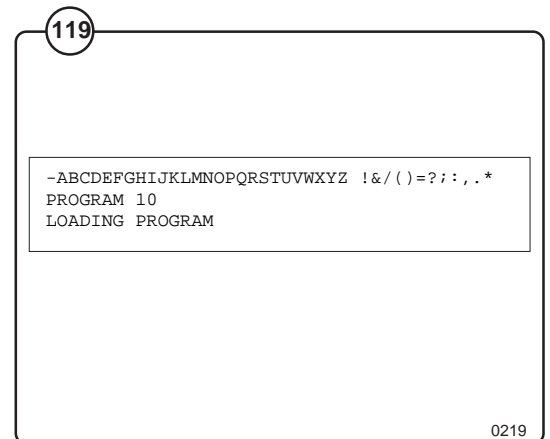 119
-ABCDEFGHIJKLMNOPQRSTUVWXYZ !&/()=?;:,.*
PROGRAM 10
LOADING PROGRAM
0219